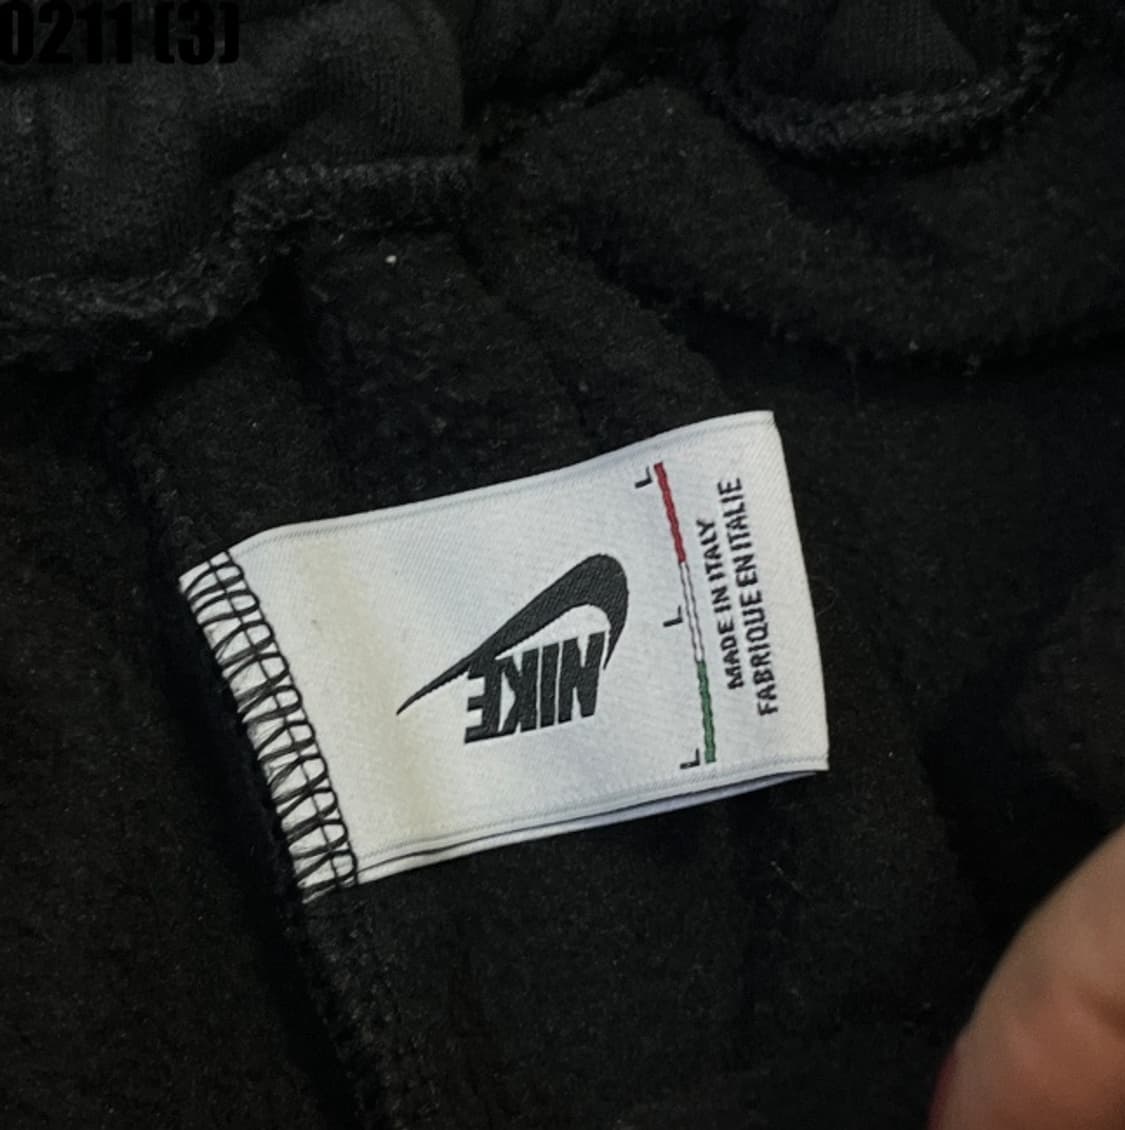 0211 (3)
NIKE
L L L
MADE IN ITALY
FABRIQUE EN ITALIE